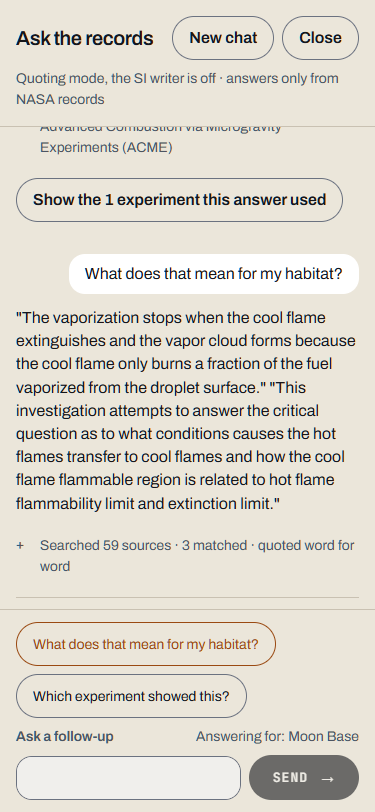 Ask the records
New chat
Close
Quoting mode, the SI writer is off · answers only from
NASA records
Advanced Combustion via Microgravity
Experiments (ACME)
Show the 1 experiment this answer used
What does that mean for my habitat?
"The vaporization stops when the cool flame
extinguishes and the vapor cloud forms because
the cool flame only burns a fraction of the fuel
vaporized from the droplet surface." "This
investigation attempts to answer the critical
question as to what conditions causes the hot
flames transfer to cool flames and how the cool
flame flammable region is related to hot flame
flammability limit and extinction limit."
+ Searched 59 sources · 3 matched · quoted word for
word
What does that mean for my habitat?
Which experiment showed this?
Ask a follow-up
Answering for: Moon Base
SEND →